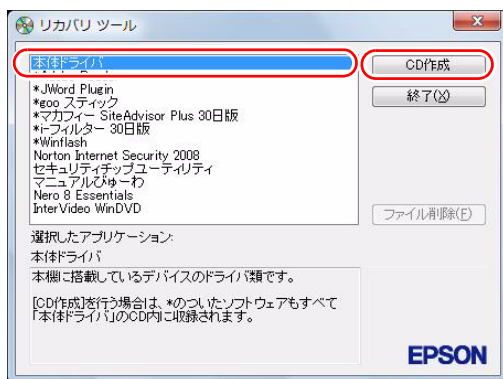 リカバリ ツール
本体ドライバ
*JWord Plugin
*goo スティック
*マカフィー SiteAdvisor Plus 30日版
*i-フィルター 30日版
*Winflash
Norton Internet Security 2008
セキュリティチップユーティリティ
マニュアルびゅーわ
Nero 8 Essentials
InterVideo WinDVD
CD作成
終了(X)
ファイル削除(F)
選択したアプリケーション:
本体ドライバ
本機に搭載しているデバイスのドライバ類です。
[CD作成]を行う場合は、*のついたソフトウェアもすべて
「本体ドライバ」のCD内に収録されます。
EPSON